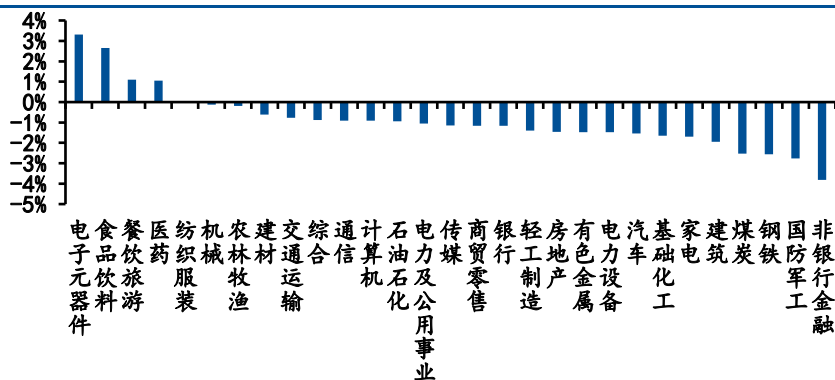 4%
3%
2%
1%
0%
-1%
-2%
-3%
-4%
-5%
电子元器件
食品饮料
餐饮旅游
医药
纺织服装
机械
农林牧渔
建材
交通运输
综合
通信
计算机
石油石化
电力及公用事业
传媒
商贸零售
银行
轻工制造
房地产
有色金属
电力设备
汽车
基础化工
家电
建筑
煤炭
钢铁
国防军工
非银行金融